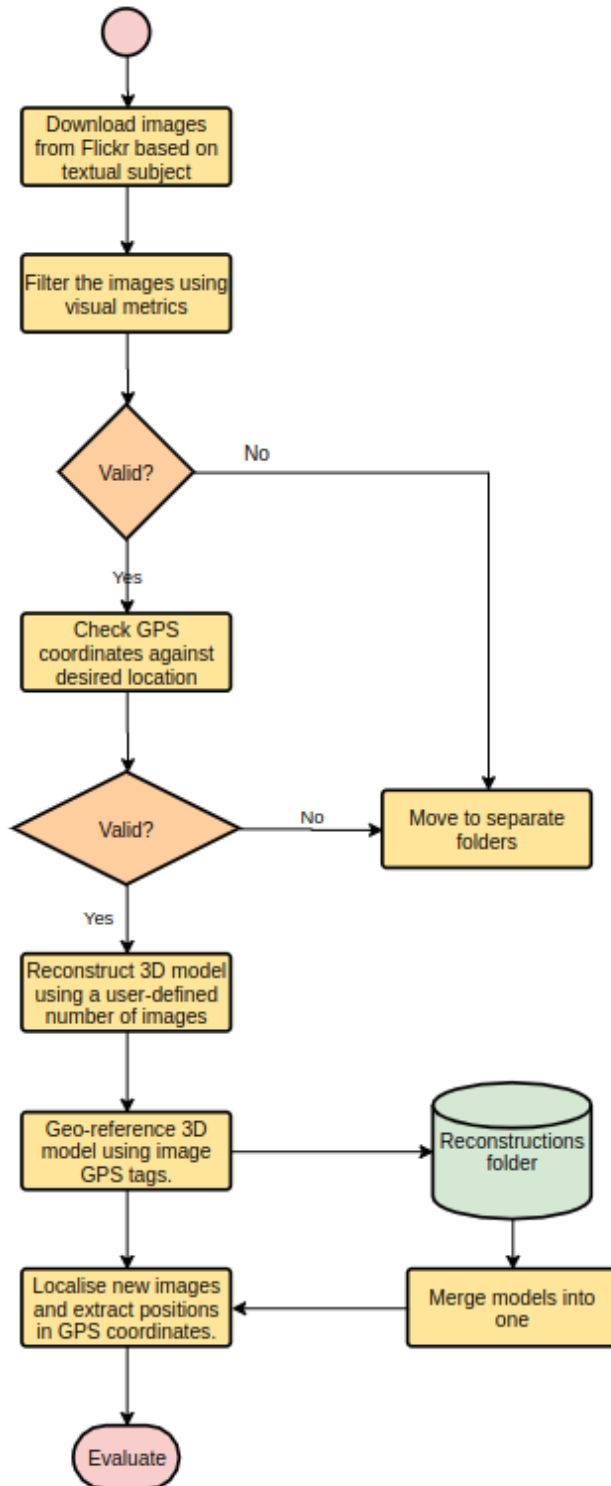 Download images
from Flickr based on
textual subject
Filter the images using
visual metrics
Valid?
No
Yes
Check GPS
coordinates against
desired location
Valid?
No
Move to separate
folders
Yes
Reconstruct 3D model
using a user-defined
number of images
Geo-reference 3D
model using image
GPS tags.
Reconstructions
folder
Localise new images
and extract positions
in GPS coordinates.
Merge models into
one
Evaluate